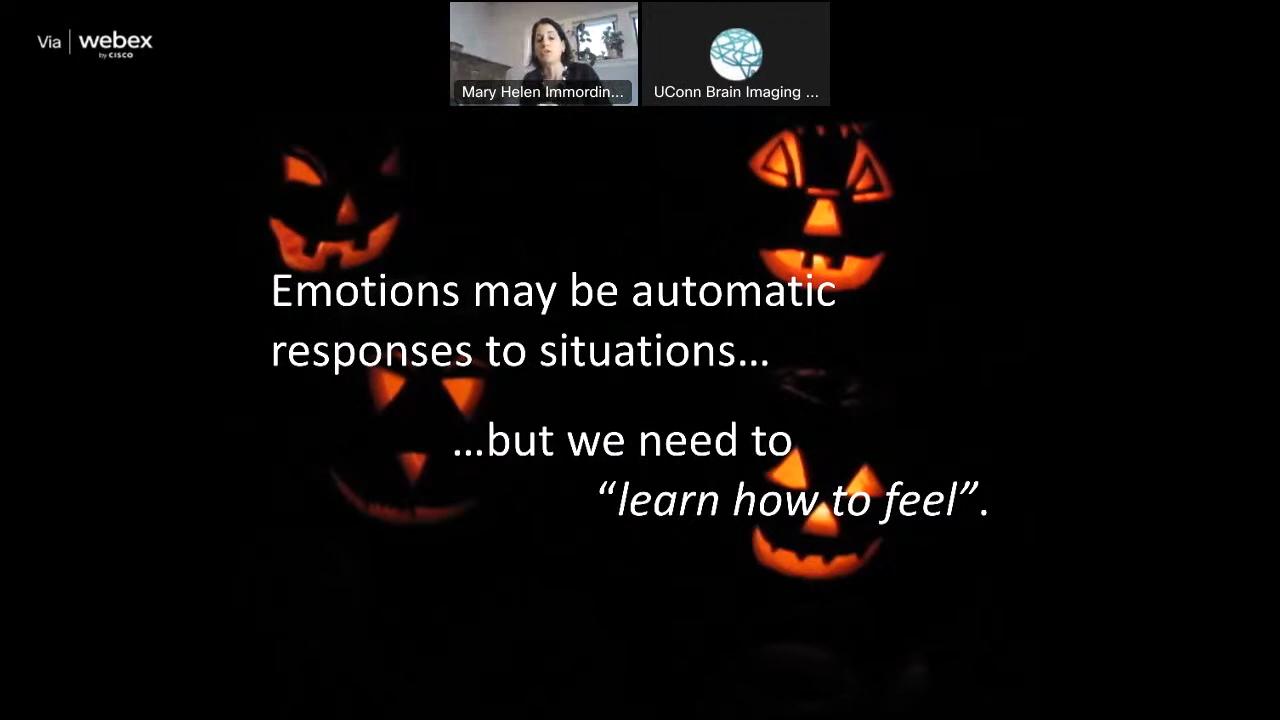 Via | webex
by CISCO
Mary Helen Immordin...
UConn Brain Imaging ...
Emotions may be automatic
responses to situations...
...but we need to
“learn how to feel”.